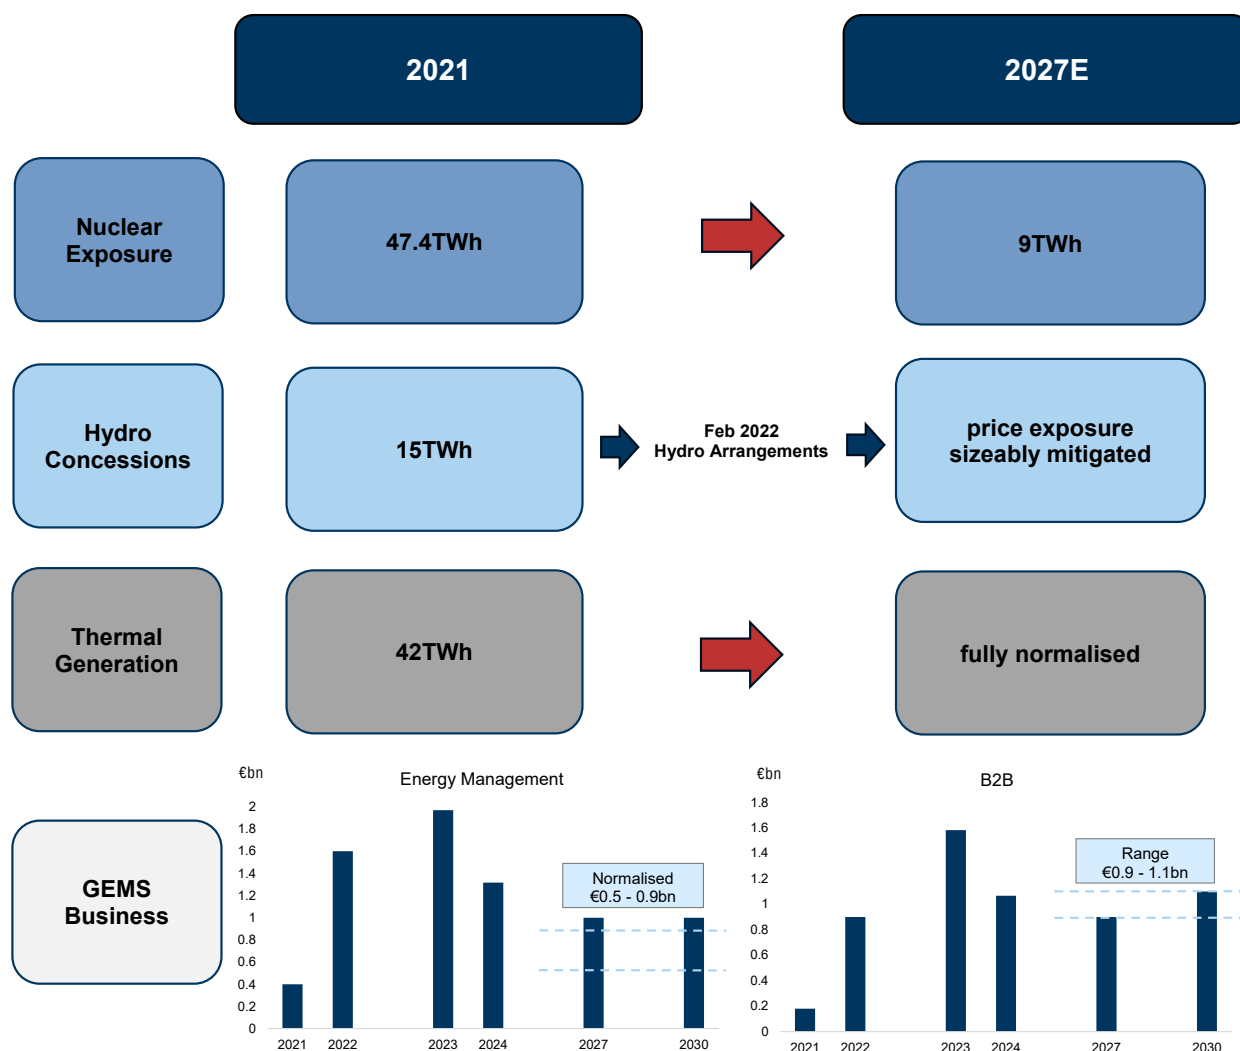 2021
2027E
Nuclear
Exposure
47.4TWh
9TWh
Hydro
Concessions
15TWh
Feb 2022
Hydro Arrangements
price exposure
sizeably mitigated
Thermal
Generation
42TWh
fully normalised
GEMS
Business
€bn
Energy Management
2
1.8
1.6
1.4
1.2
1
0.8
0.6
0.4
0.2
0
Normalised
€0.5 - 0.9bn
2021 2022 2023 2024 2027 2030
€bn
B2B
1.8
1.6
1.4
1.2
1
0.8
0.6
0.4
0.2
0
Range
€0.9 - 1.1bn
2021 2022 2023 2024 2027 2030